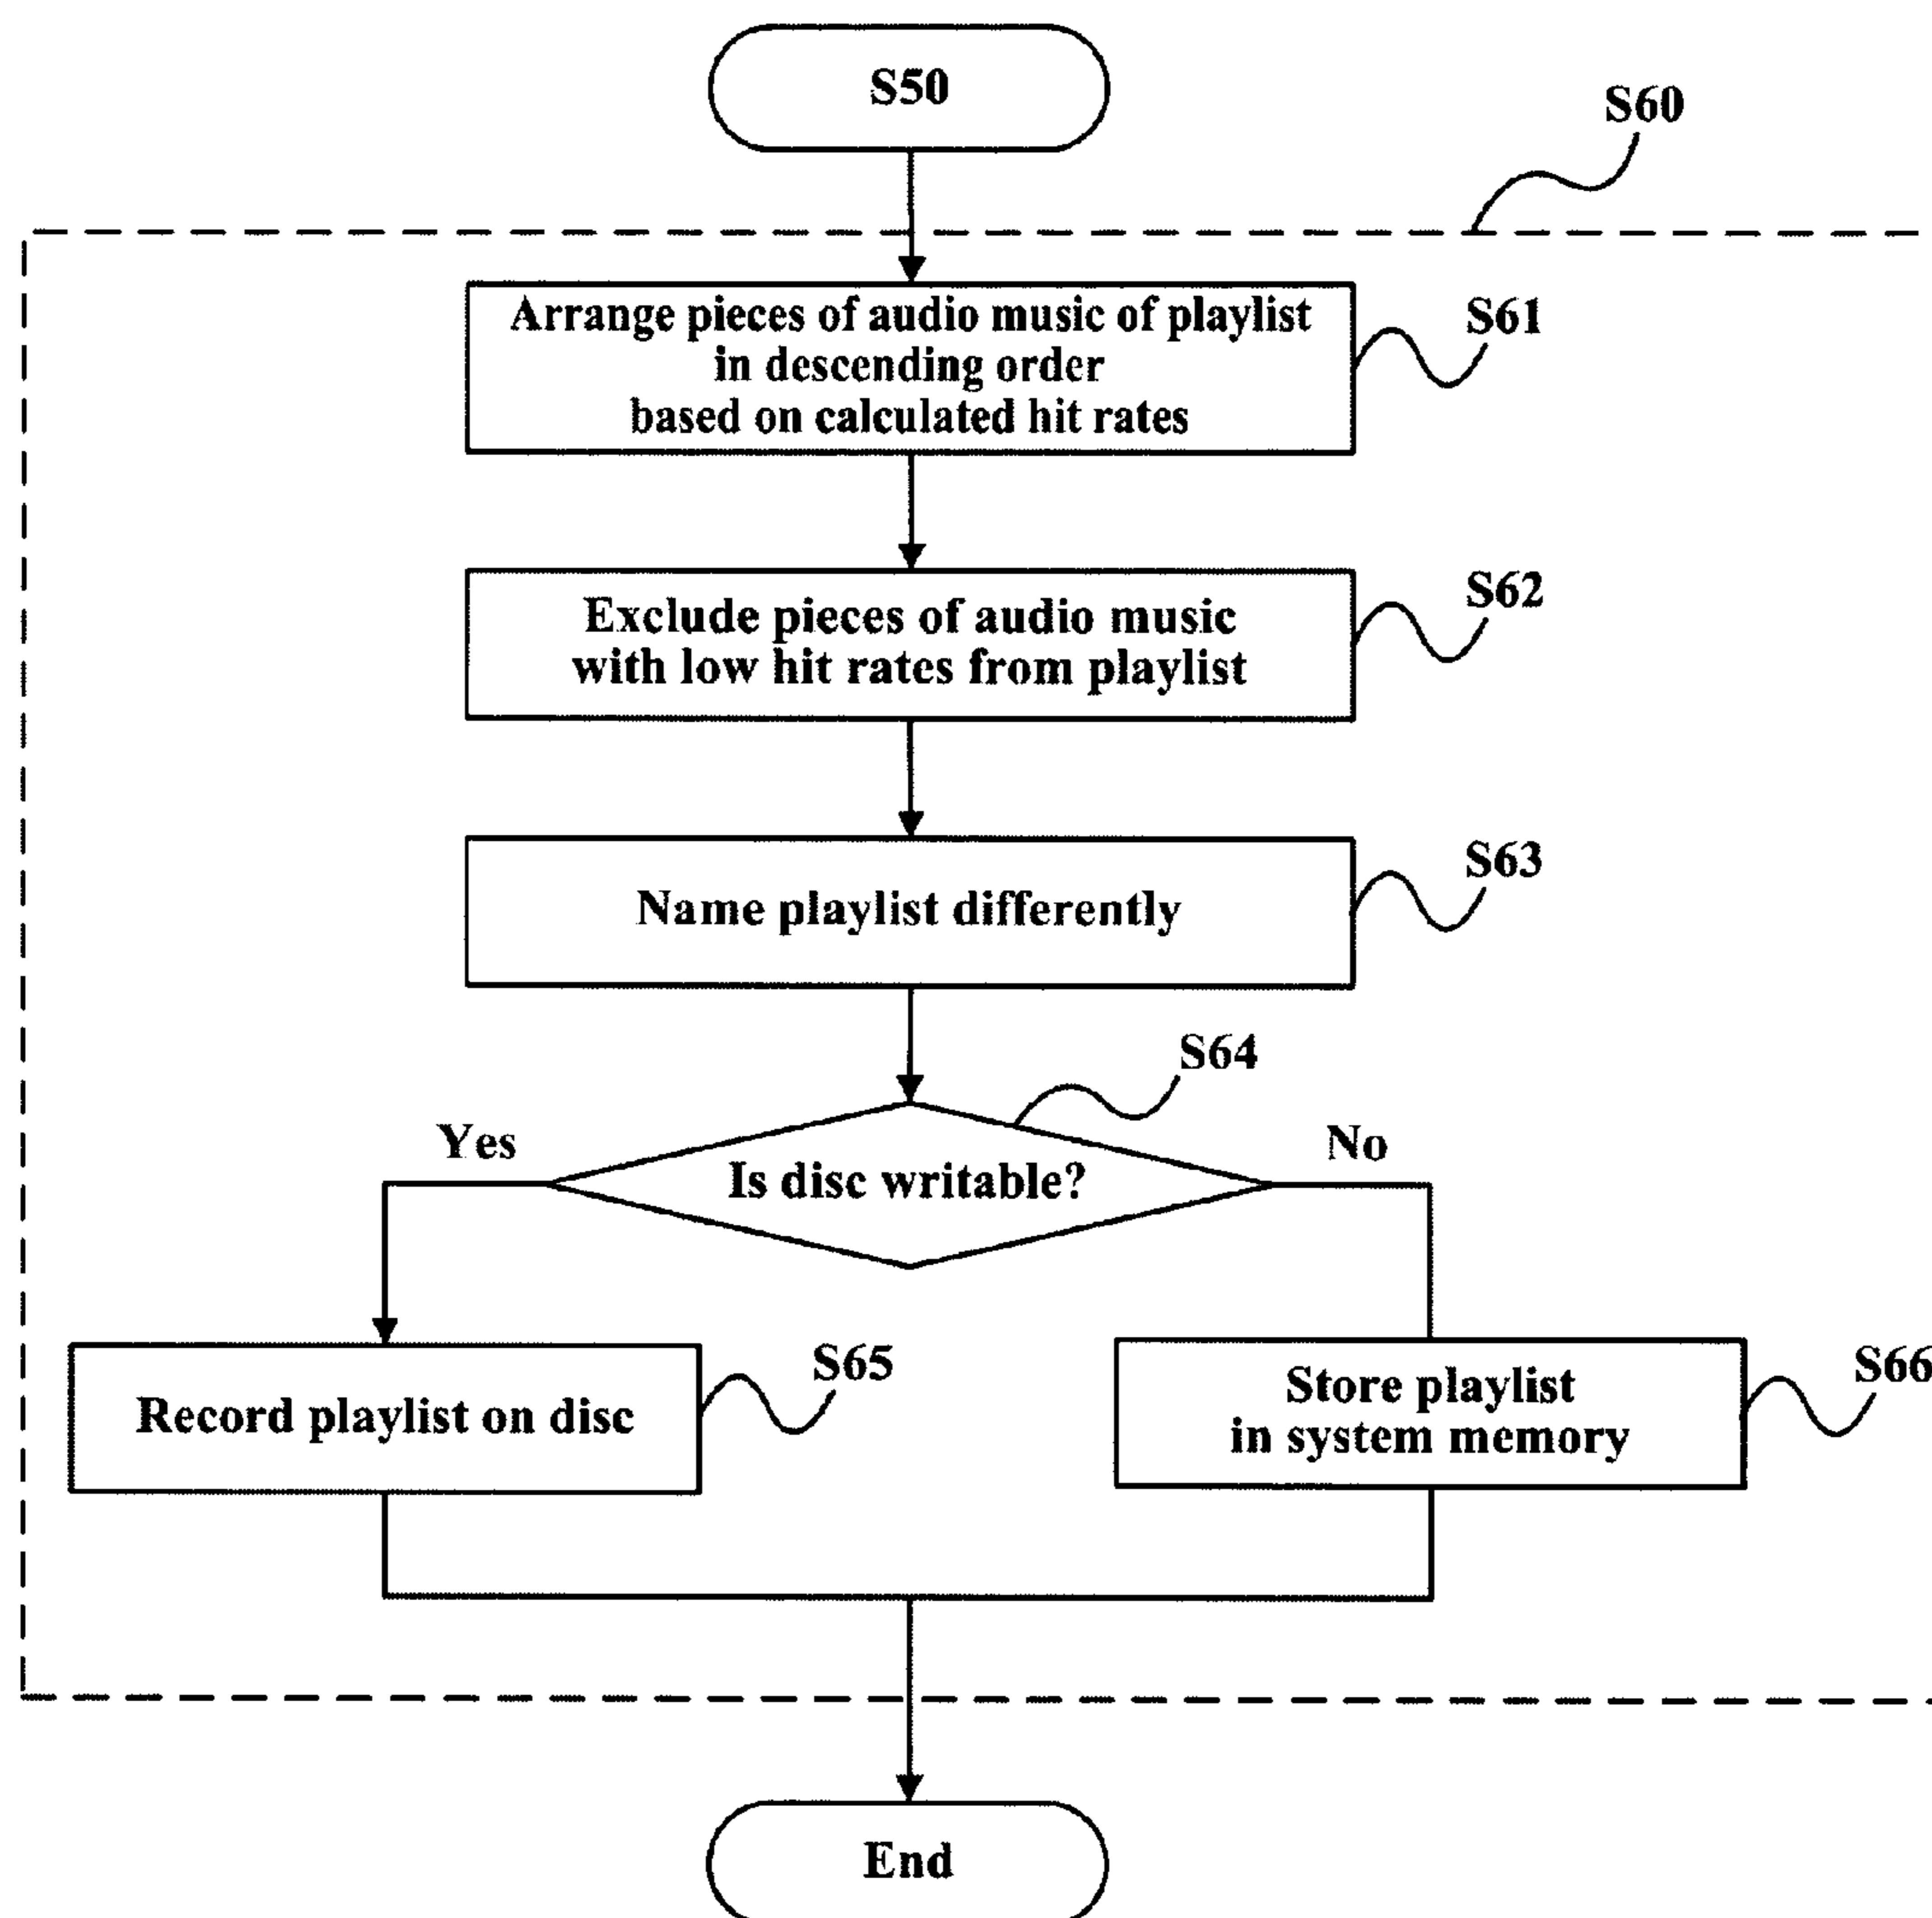 S50
S60
Arrange pieces of audio music of playlist
in descending order
based on calculated hit rates
S61
Exclude pieces of audio music
with low hit rates from playlist
S62
Name playlist differently
S63
S64
Yes
Is disc writable?
No
Record playlist on disc
S65
Store playlist
in system memory
S66
End